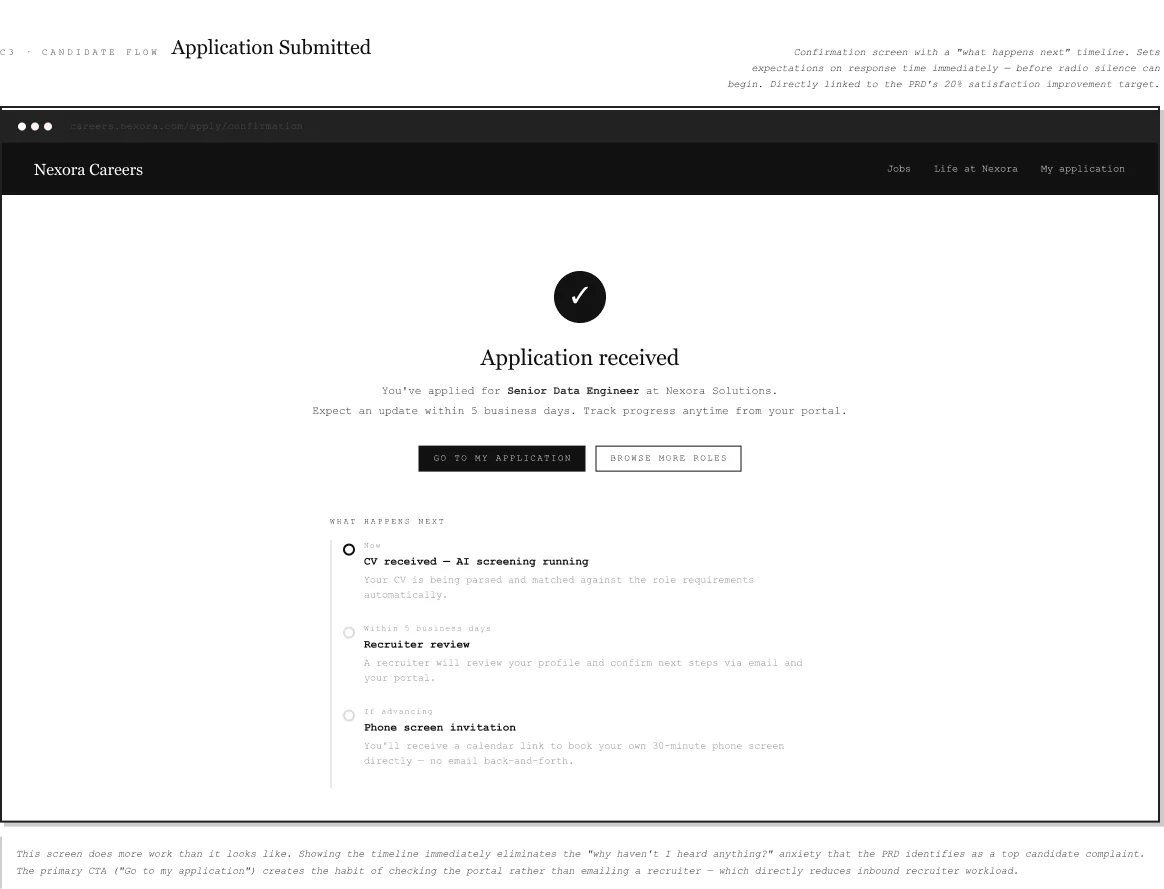 C3 · CANDIDATE FLOW Application Submitted
Confirmation screen with a "what happens next" timeline. Sets
expectations on response time immediately — before radio silence can
begin. Directly linked to the PRD's 20% satisfaction improvement target.
careers.nexora.com/apply/confirmation
Nexora Careers Jobs Life at Nexora My application
✓
Application received
You've applied for Senior Data Engineer at Nexora Solutions.
Expect an update within 5 business days. Track progress anytime from your portal.
GO TO MY APPLICATION BROWSE MORE ROLES
WHAT HAPPENS NEXT
Now
CV received — AI screening running
Your CV is being parsed and matched against the role requirements
automatically.
Within 5 business days
Recruiter review
A recruiter will review your profile and confirm next steps via email and
your portal.
If advancing
Phone screen invitation
You'll receive a calendar link to book your own 30-minute phone screen
directly — no email back-and-forth.
This screen does more work than it looks like. Showing the timeline immediately eliminates the "why haven't I heard anything?" anxiety that the PRD identifies as a top candidate complaint.
The primary CTA ("Go to my application") creates the habit of checking the portal rather than emailing a recruiter — which directly reduces inbound recruiter workload.